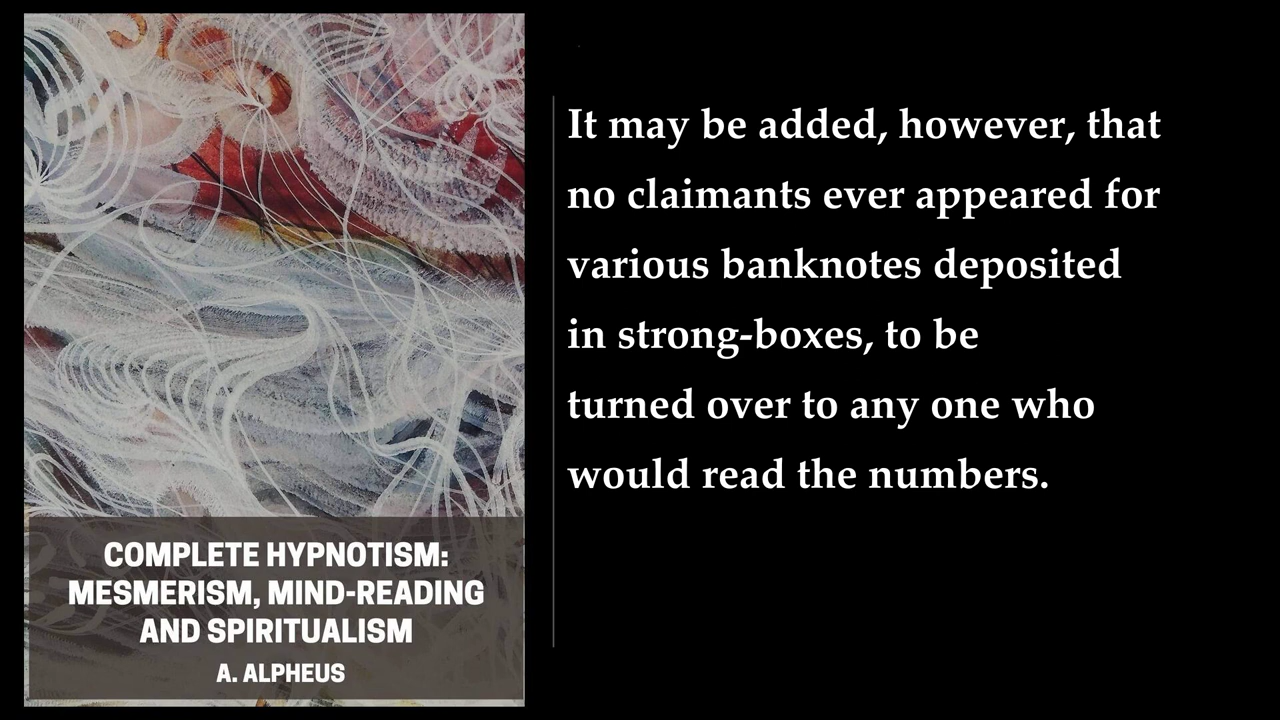 It may be added, however, that
no claimants ever appeared for
various banknotes deposited
in strong-boxes, to be
turned over to any one who
would read the numbers.
COMPLETE HYPNOTISM:
MESMERISM, MIND-READING
AND SPIRITUALISM
A. ALPHEUS